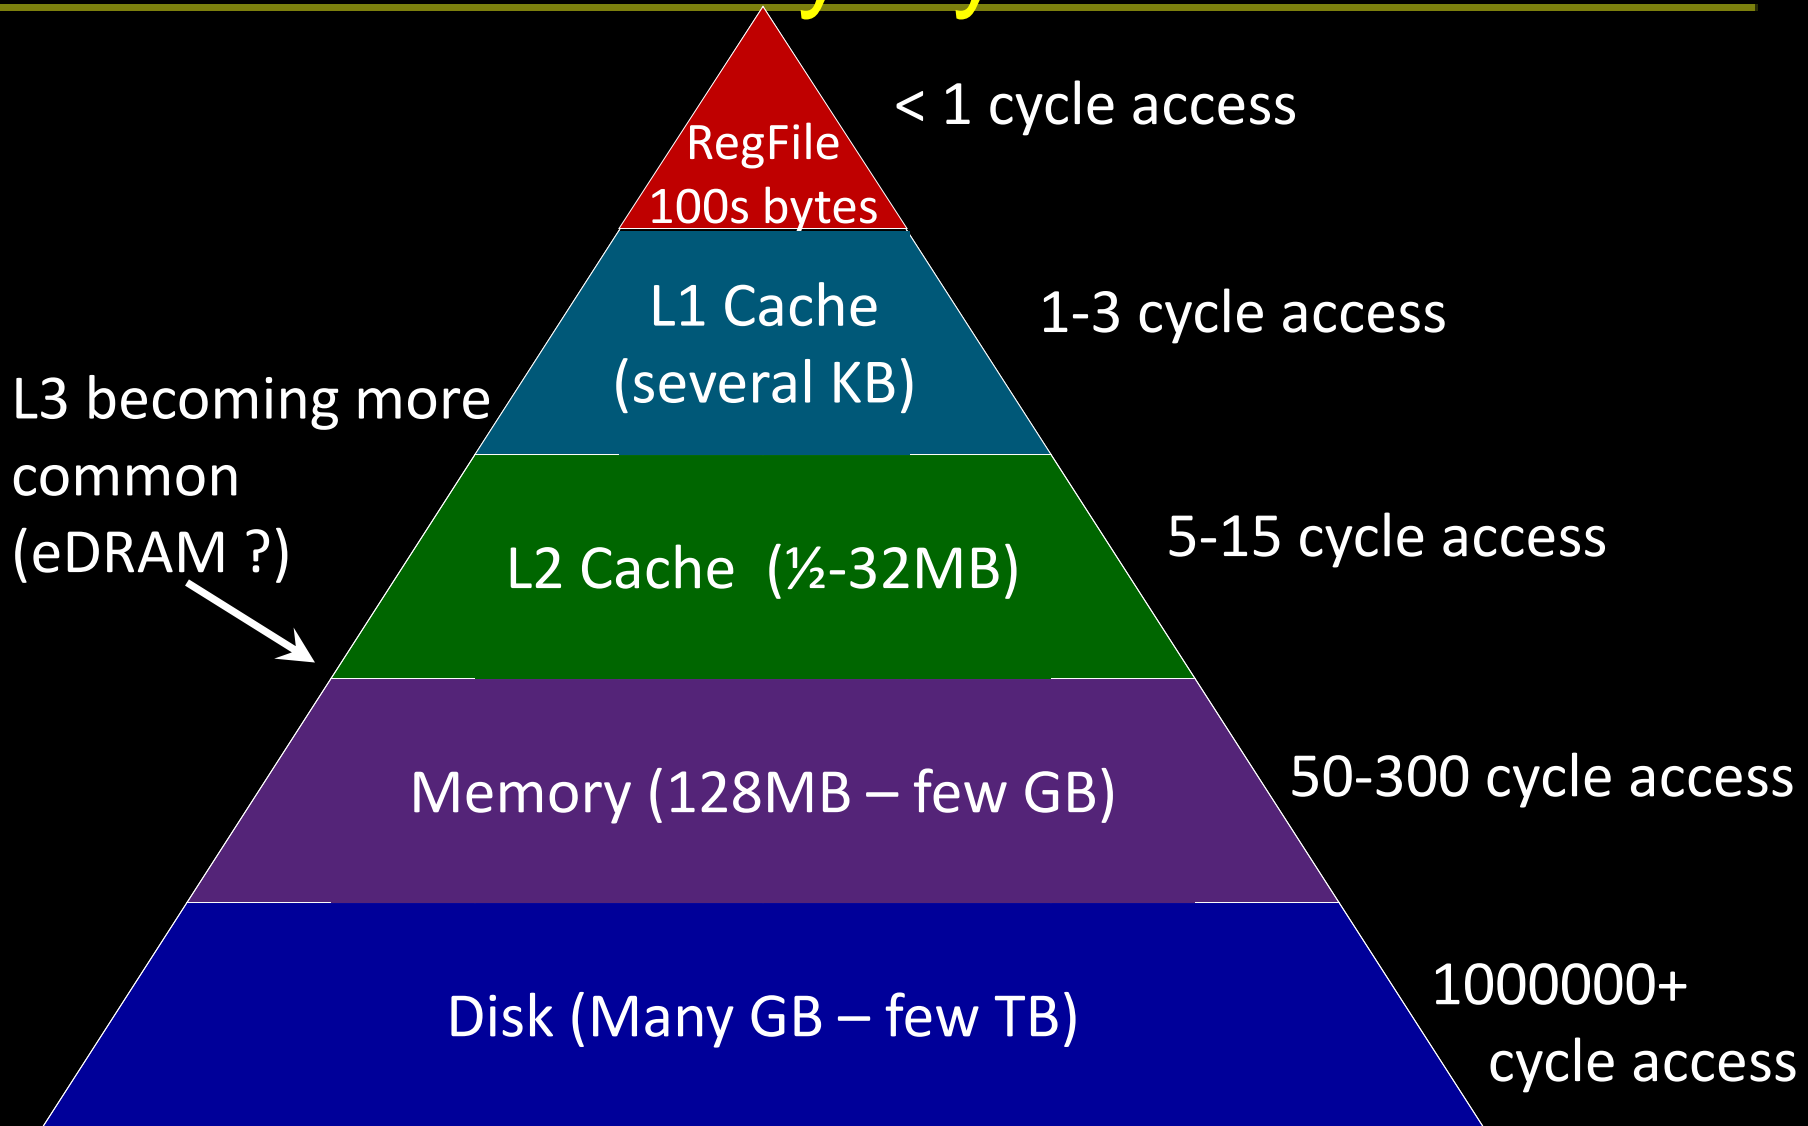 < 1 cycle access
RegFile
100s bytes
L1 Cache
(several KB)
1-3 cycle access
L3 becoming more
common
(eDRAM ?)
L2 Cache (½-32MB)
5-15 cycle access
Memory (128MB – few GB)
50-300 cycle access
Disk (Many GB – few TB)
1000000+
cycle access